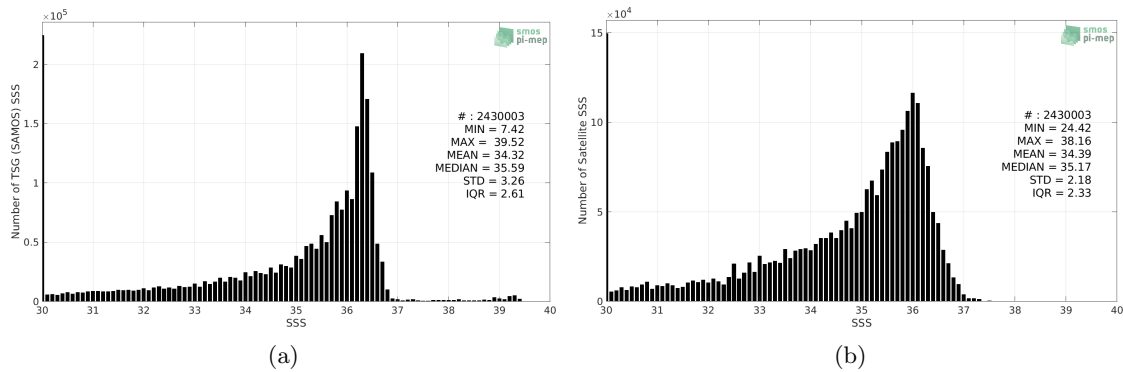 ×10⁵
smos
pi-mep
2
1.5
1
0.5
0
Number of TSG (SAMOS) SSS
# : 2430003
MIN = 7.42
MAX = 39.52
MEAN = 34.32
MEDIAN = 35.59
STD = 3.26
IQR = 2.61
30 31 32 33 34 35 36 37 38 39 40
SSS
(a)
×10⁴
smos
pi-mep
15
10
5
0
Number of Satellite SSS
# : 2430003
MIN = 24.42
MAX = 38.16
MEAN = 34.39
MEDIAN = 35.17
STD = 2.18
IQR = 2.33
30 31 32 33 34 35 36 37 38 39 40
SSS
(b)